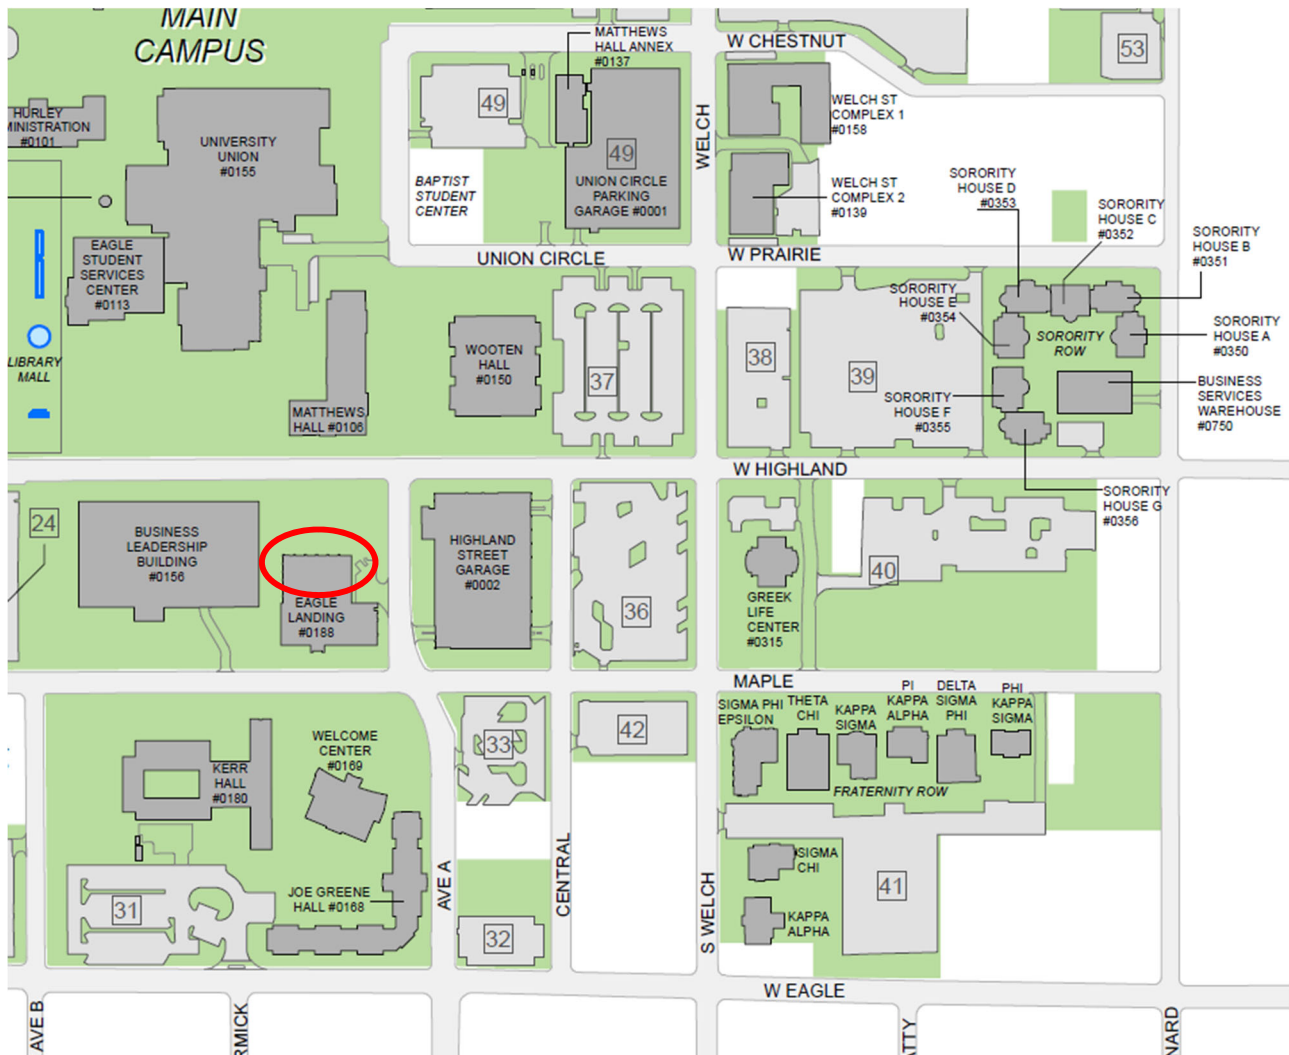 MAIN
CAMPUS
MATTHEWS
HALL ANNEX
#0137
W CHESTNUT
53
HURLEY
MINISTRATION
#0101
UNIVERSITY
UNION
#0155
49
49
UNION CIRCLE
PARKING
GARAGE #0001
BAPTIST
STUDENT
CENTER
WELCH
WELCH ST
COMPLEX 1
#0158
WELCH ST
COMPLEX 2
#0139
SORORITY
HOUSE D
#0353
SORORITY
HOUSE C
#0352
SORORITY
HOUSE B
#0351
EAGLE
STUDENT
SERVICES
CENTER
#0113
UNION CIRCLE
W PRAIRIE
SORORITY
HOUSE E
#0354
SORORITY
ROW
SORORITY
HOUSE A
#0350
LIBRARY
MALL
WOOTEN
HALL
#0150
37
38
39
SORORITY
HOUSE F
#0355
BUSINESS
SERVICES
WAREHOUSE
#0750
MATTHEWS
HALL #0106
W HIGHLAND
SORORITY
HOUSE G
#0356
24
BUSINESS
LEADERSHIP
BUILDING
#0156
EAGLE
LANDING
#0188
HIGHLAND
STREET
GARAGE
#0002
36
GREEK
LIFE
CENTER
#0315
40
MAPLE
SIGMA PHI
EPSILON
THETA
CHI
KAPPA
SIGMA
PI
KAPPA
ALPHA
DELTA
SIGMA
PHI
PHI
KAPPA
SIGMA
FRATERNITY ROW
WELCOME
CENTER
#0169
KERR
HALL
#0180
33
42
SIGMA
CHI
KAPPA
ALPHA
41
31
JOE GREENE
HALL #0168
AVE A
32
CENTRAL
S WELCH
W EAGLE
AVE B
RMICK
ATTY
NARD